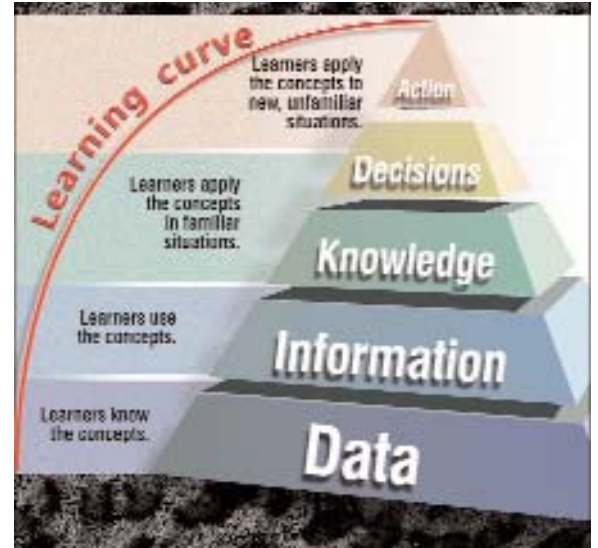 Learning curve
Learners apply
the concepts to
new, unfamiliar
situations.
Action
Decisions
Learners apply
the concepts
in familiar
situations.
Knowledge
Learners use
the concepts.
Information
Learners know
the concepts.
Data